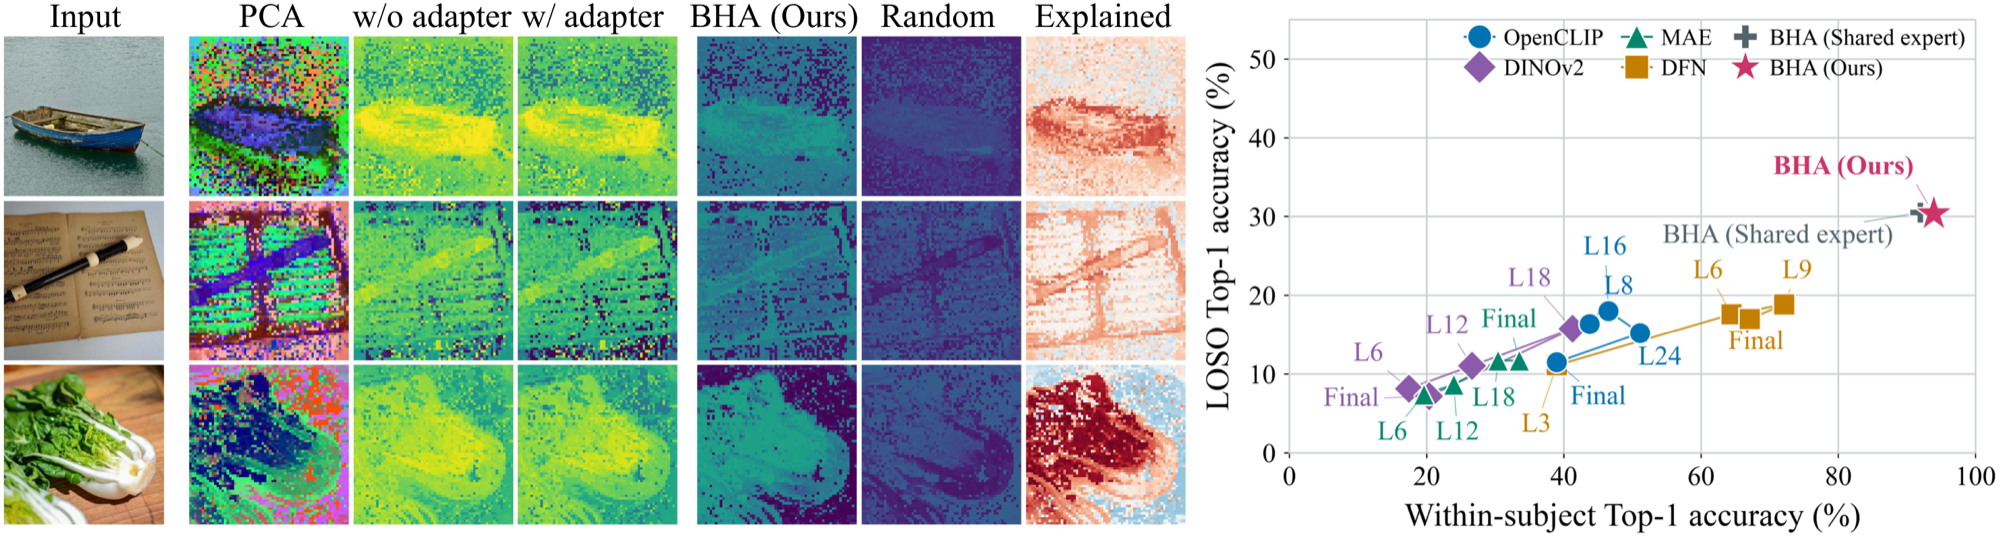 Input PCA w/o adapter w/ adapter BHA (Ours) Random Explained
OpenCLIP MAE BHA (Shared expert)
DINOv2 DFN BHA (Ours)
LOSO Top-1 accuracy (%)
50
40
30
20
10
0
BHA (Ours)
BHA (Shared expert)
L16
L8
L18
L6
L9
L12
Final
L6
Final
L24
Final
L18
Final
L3
L6
L12
0 20 40 60 80 100
Within-subject Top-1 accuracy (%)